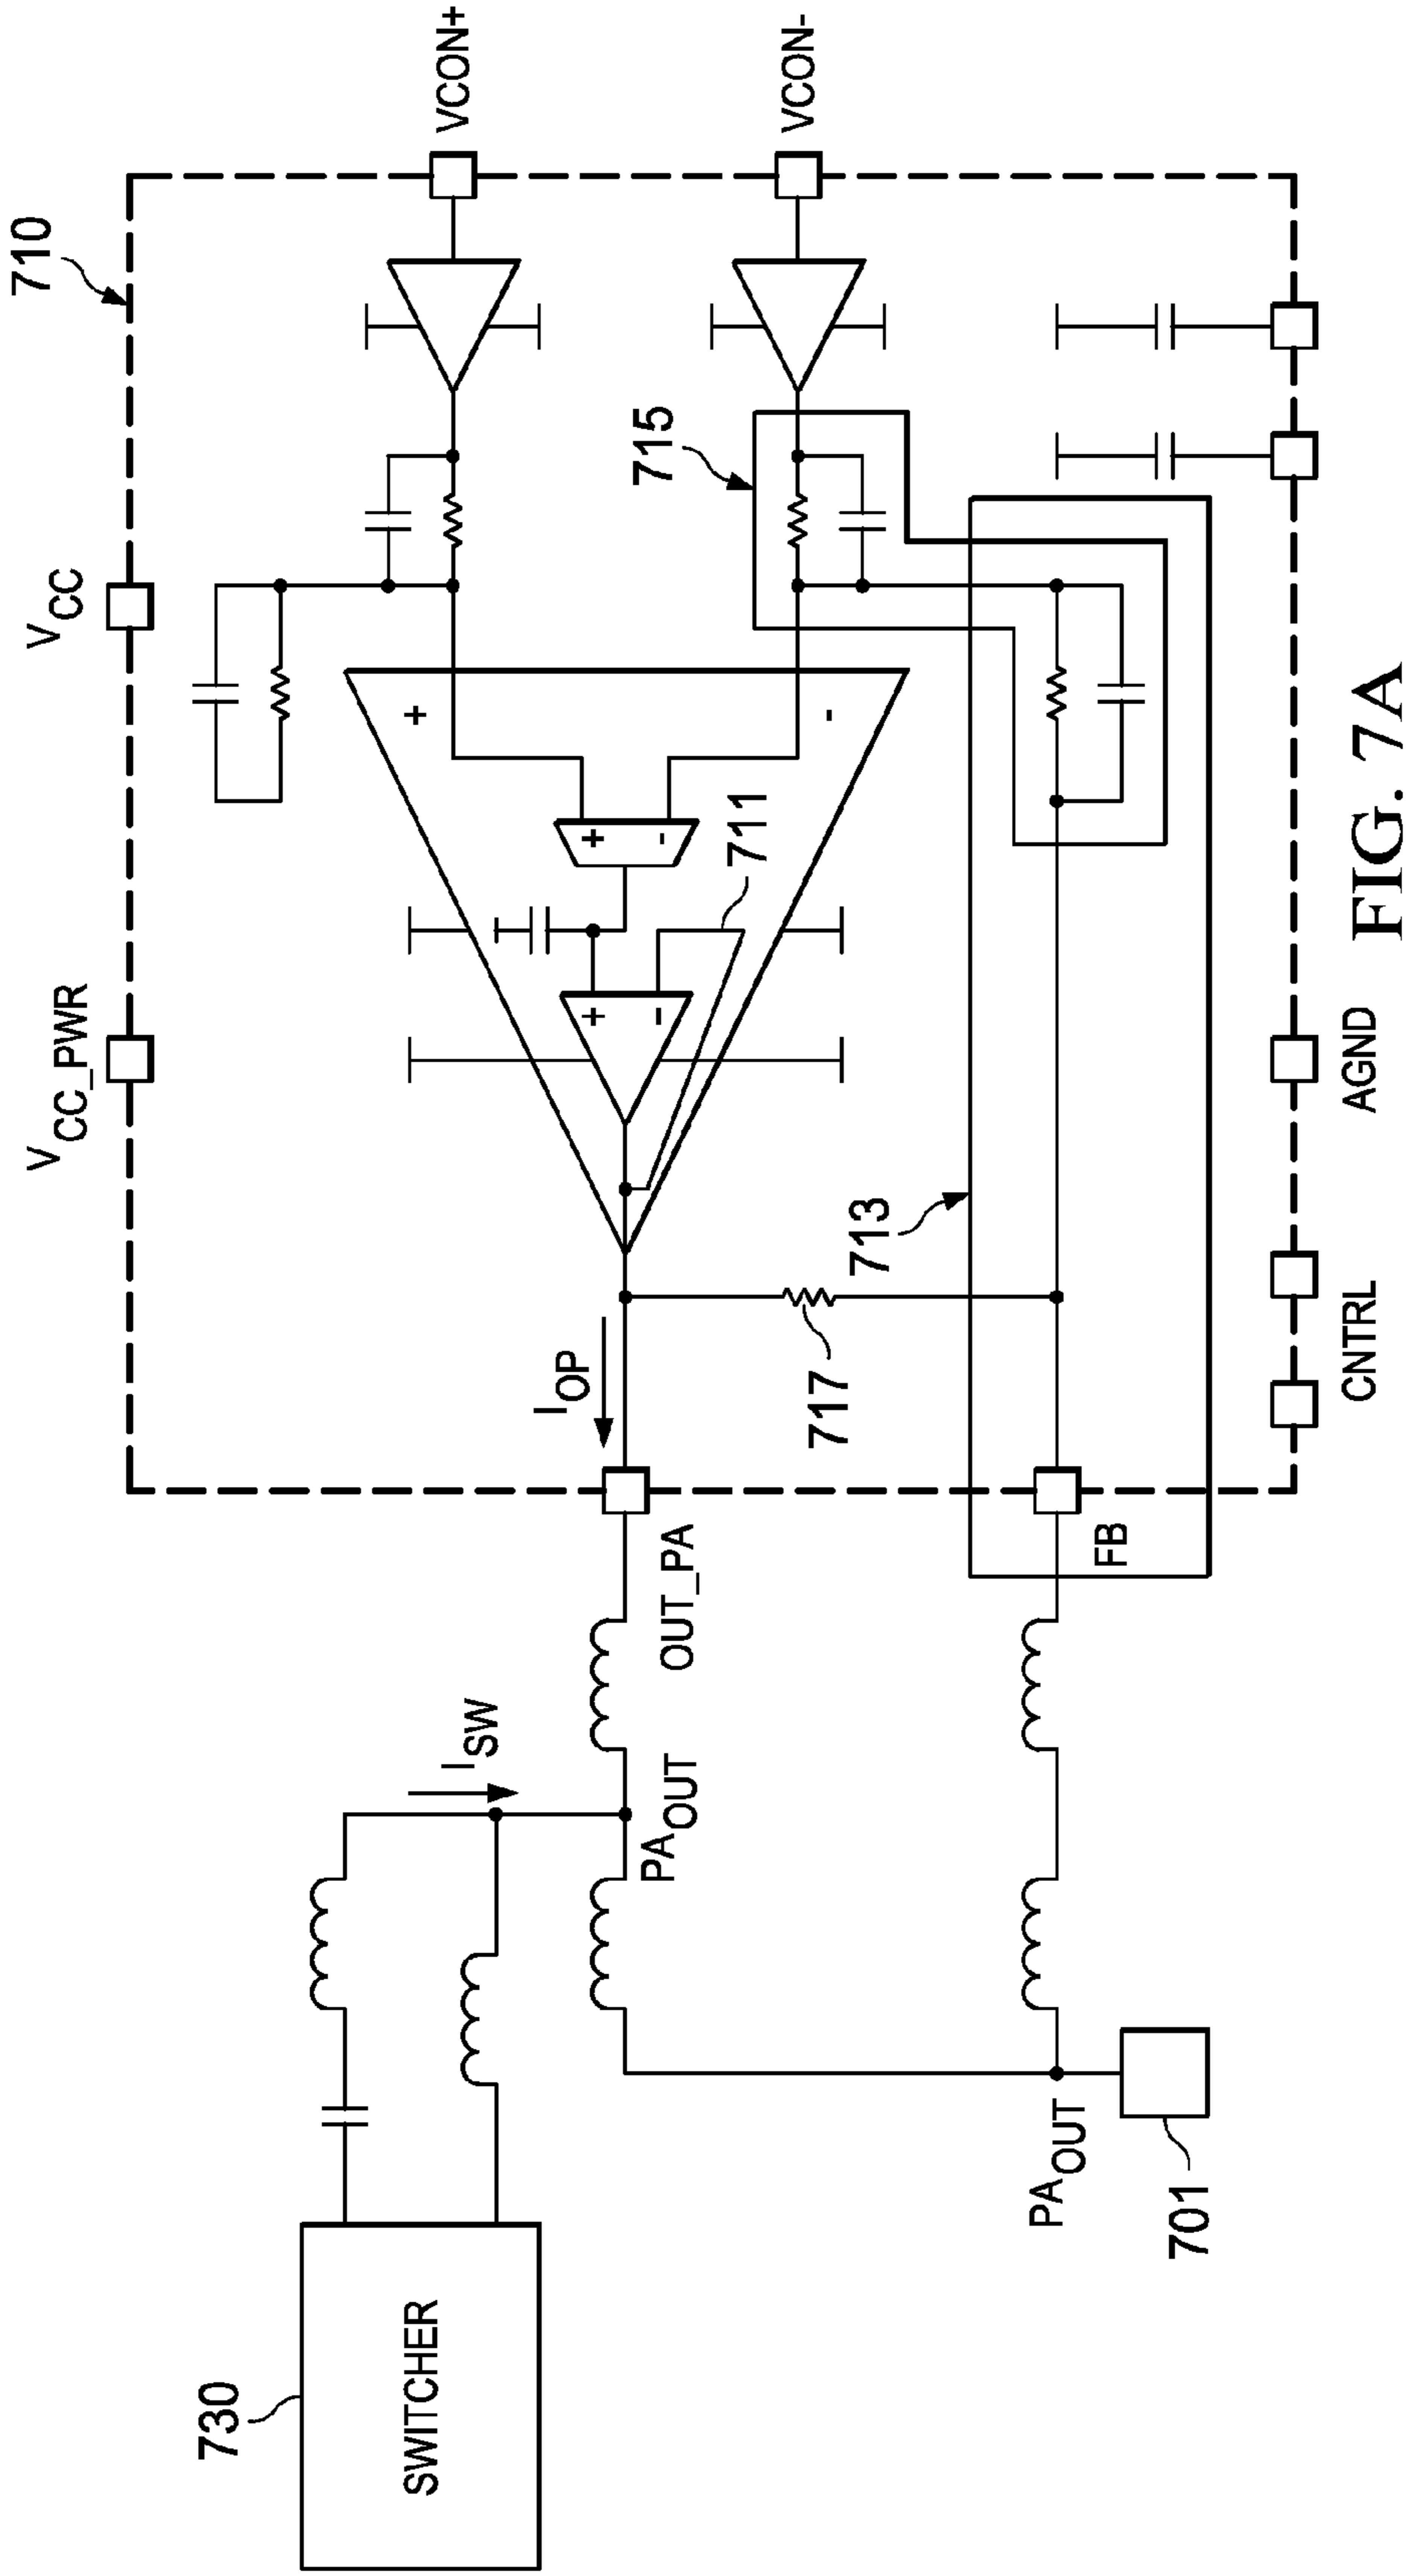 710
VCC_PWR
VCC
VCON+
VCON-
730
SWITCHER
ISW
IOP
PAOUT
OUT_PA
+
-
+
-
+
-
711
715
717
713
FB
PAOUT
701
CNTRL
AGND
FIG. 7A